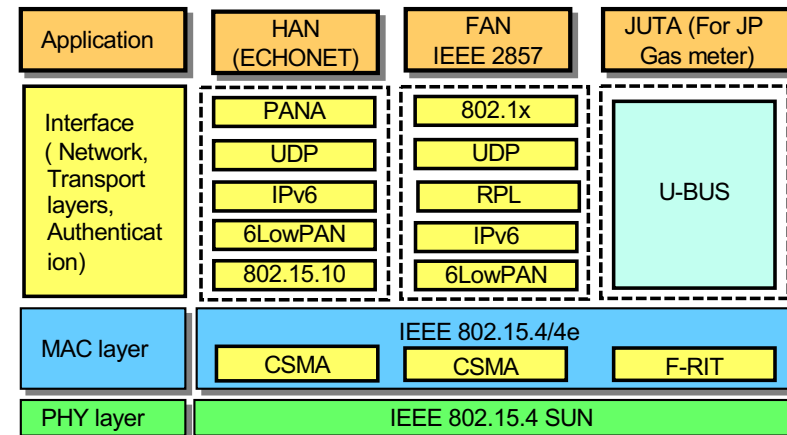 Application
HAN
(ECHONET)
FAN
IEEE 2857
JUTA (For JP
Gas meter)
Interface
( Network,
Transport
layers,
Authenticat
ion)
PANA
UDP
IPv6
6LowPAN
802.15.10
802.1x
UDP
RPL
IPv6
6LowPAN
U-BUS
MAC layer
IEEE 802.15.4/4e
CSMA
CSMA
F-RIT
PHY layer
IEEE 802.15.4 SUN